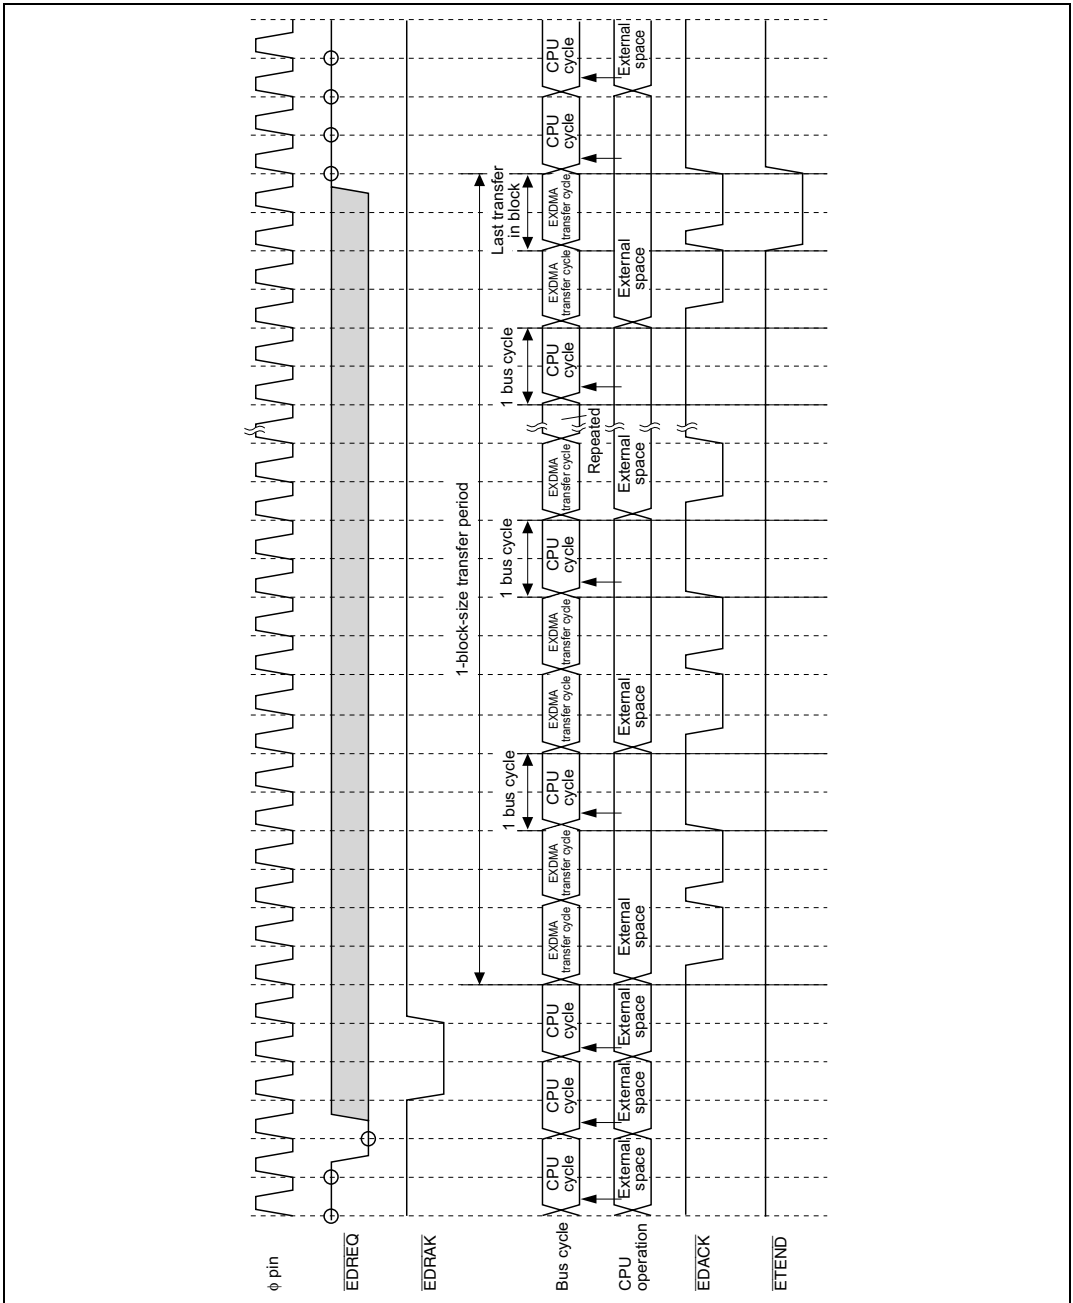 φ pin
EDREQ
EDRAK
1-block-size transfer period
1 bus cycle
1 bus cycle
1 bus cycle
Last transfer
in block
Bus cycle
CPU
cycle
CPU
cycle
CPU
cycle
EXDMA
transfer cycle
EXDMA
transfer cycle
CPU
cycle
EXDMA
transfer cycle
EXDMA
transfer cycle
CPU
cycle
EXDMA
transfer cycle
Repeated
CPU
cycle
EXDMA
transfer cycle
EXDMA
transfer cycle
CPU
cycle
CPU
cycle
CPU
operation
External
space
External
space
External
space
External
space
External
space
External
space
External
space
External
space
EDACK
ETEND